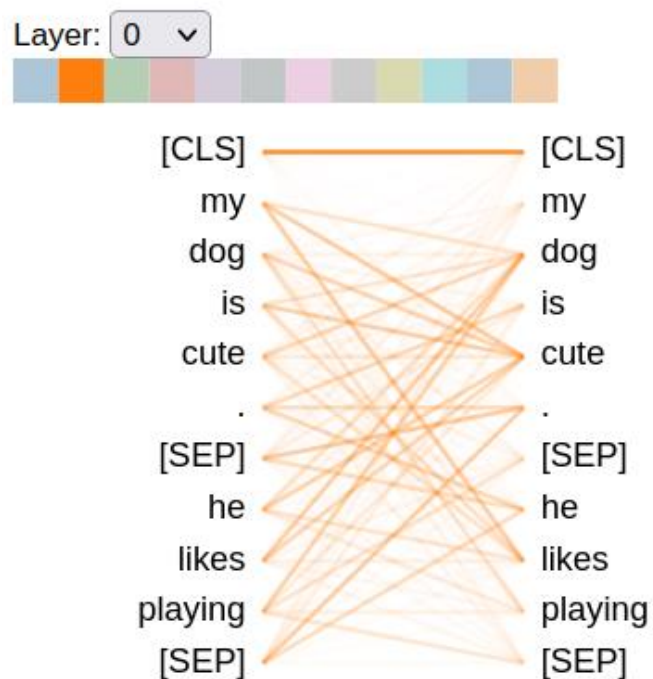 Layer: 0
[CLS] [CLS]
my my
dog dog
is is
cute cute
. .
[SEP] [SEP]
he he
likes likes
playing playing
[SEP] [SEP]